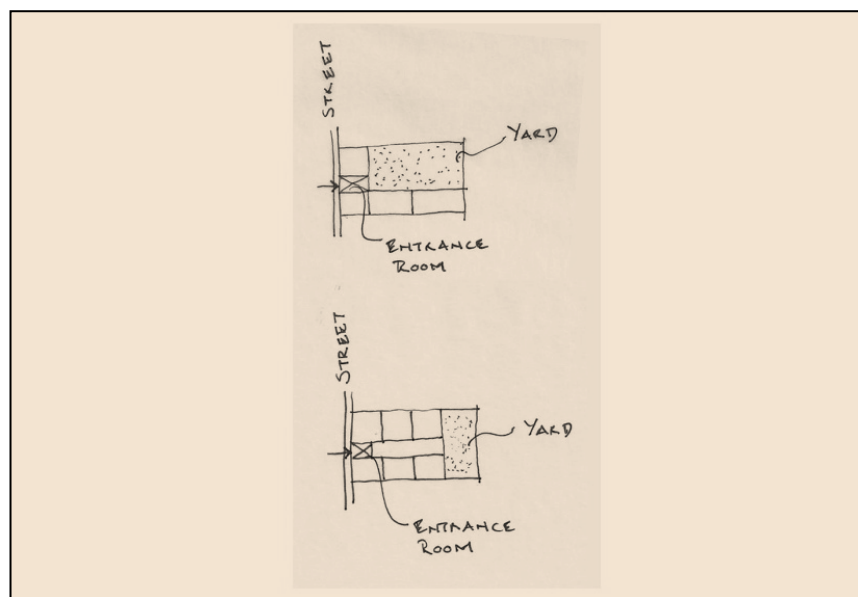 STREET
YARD
ENTRANCE
ROOM
STREET
YARD
ENTRANCE
ROOM